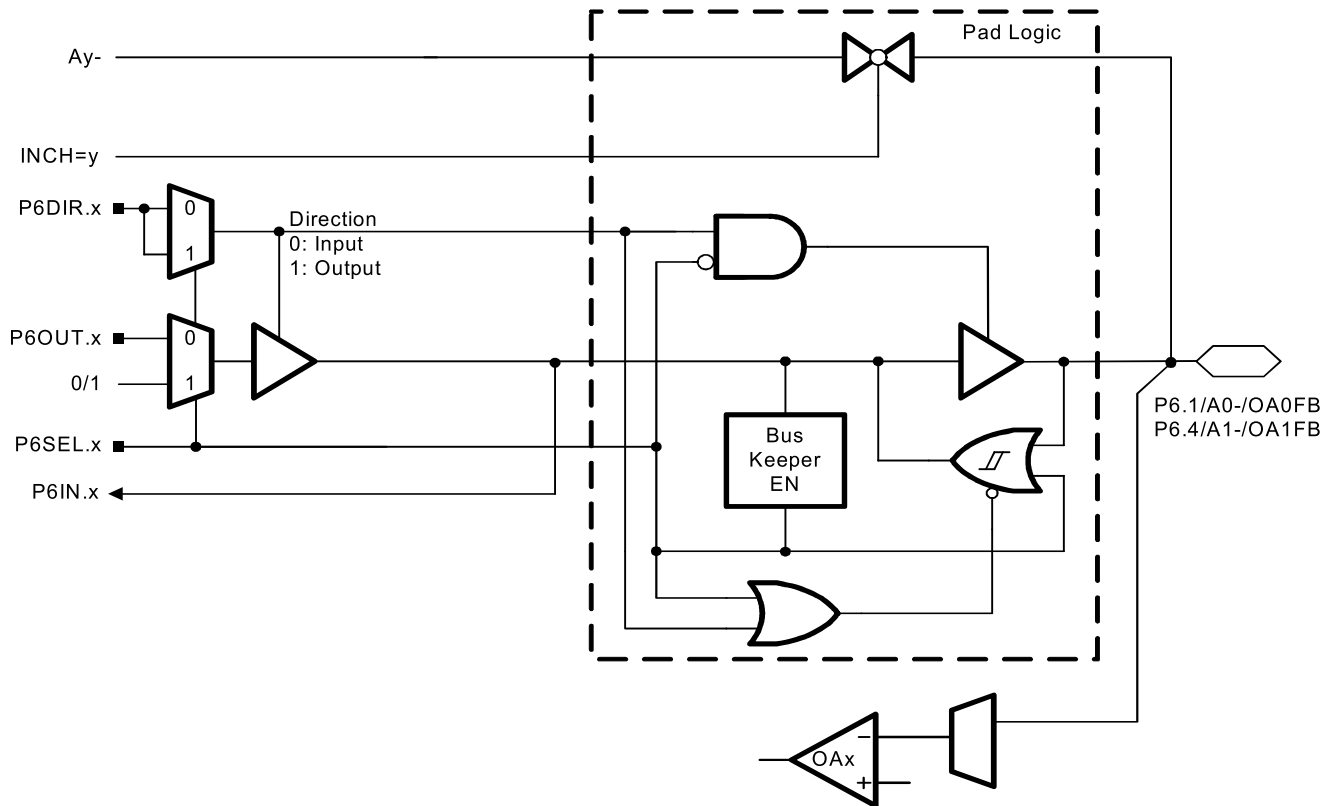 Pad Logic
Ay-
INCH=y
P6DIR.x
0
1
Direction
0: Input
1: Output
P6OUT.x
0
0/1
1
P6.1/A0-/OA0FB
P6.4/A1-/OA1FB
P6SEL.x
Bus
Keeper
EN
P6IN.x
OAx
−
+